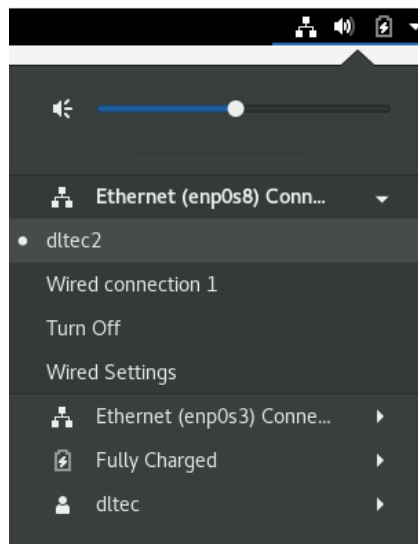 Ethernet (enp0s8) Conn...
dltec2
Wired connection 1
Turn Off
Wired Settings
Ethernet (enp0s3) Conne...
Fully Charged
dltec